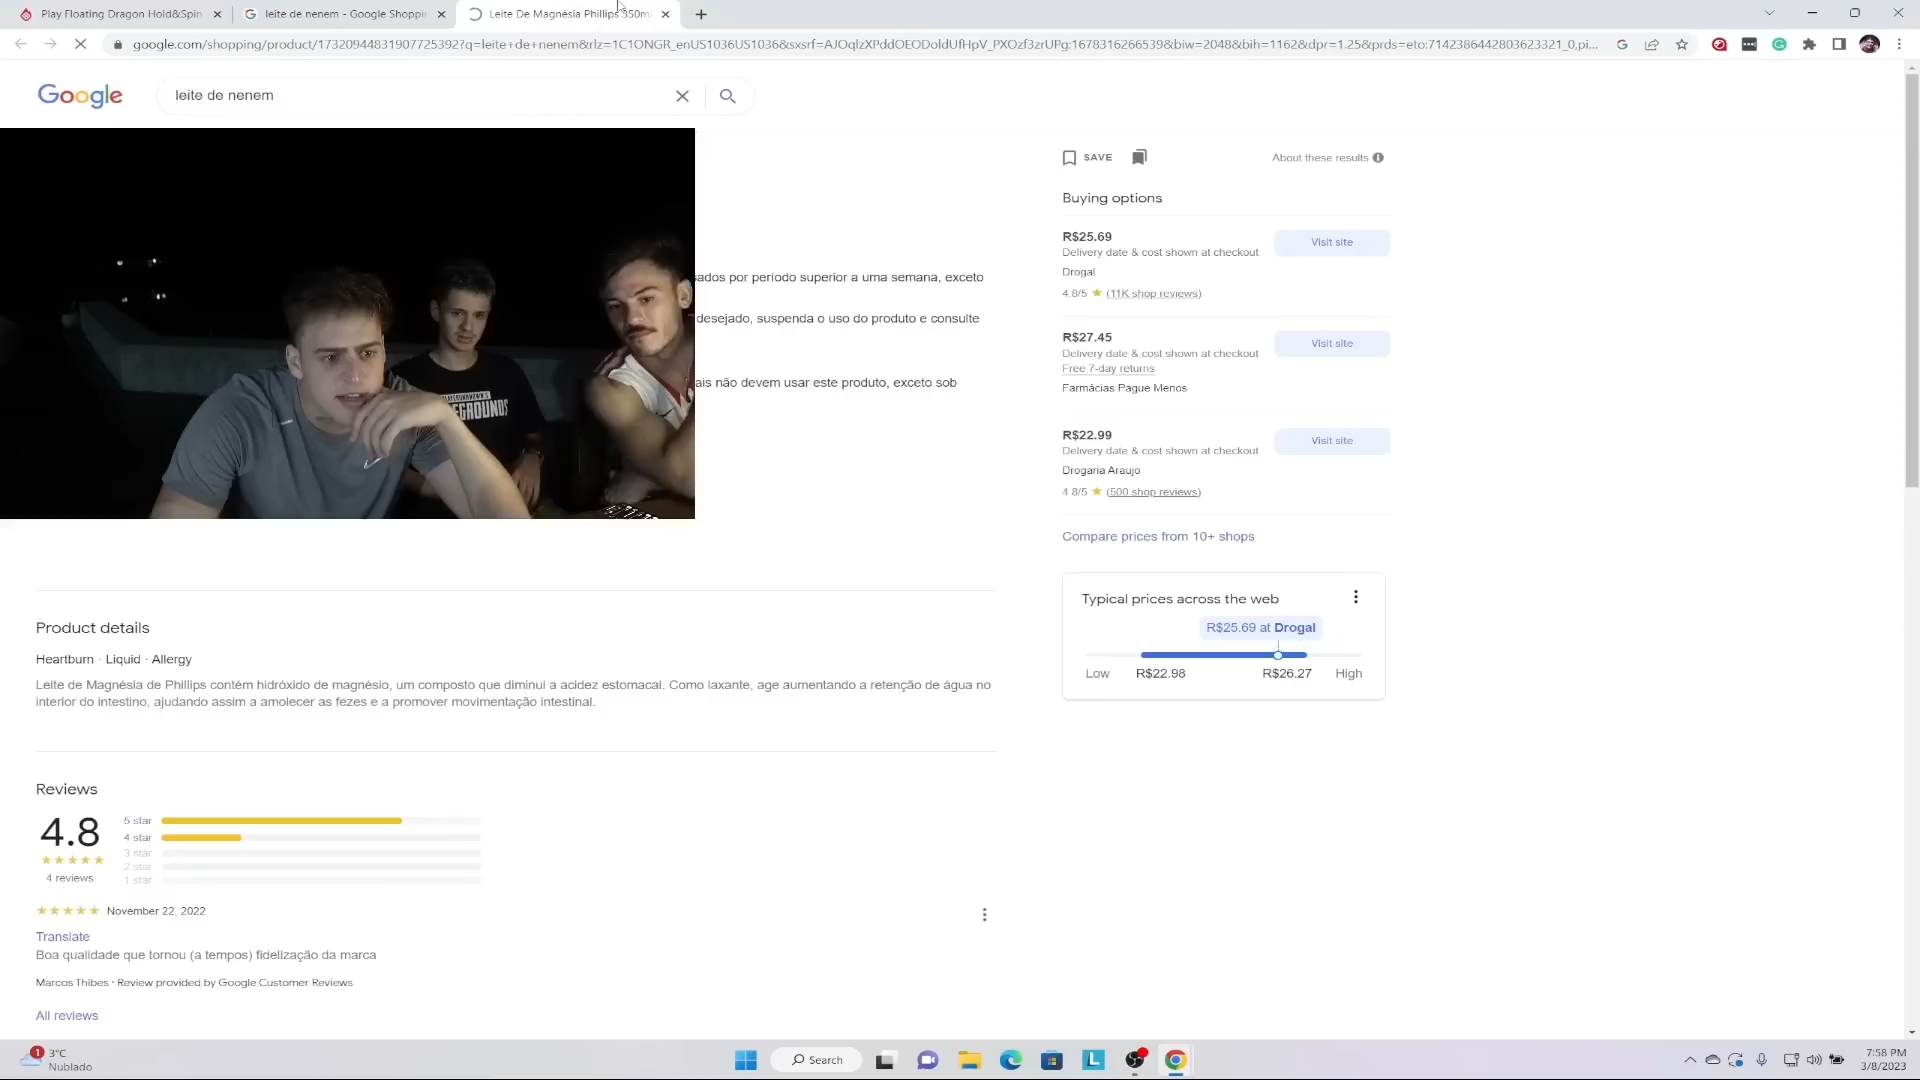 Play Floating Dragon Hold&Spin
leite de nenem - Google Shoppi
Leite De Magnésia Phillips 350ml
google.com/shopping/product/17320944831907725392?q=leite+de+nenem&rlz=1C1ONGR_enUS1036US1036&sxsrf=AJOqlzXPddOEODoldUfHpV_PXOzf3zrUPg:1678316266539&biw=2048&bih=1162&dpr=1.25&prds=eto:7142386442803623321_0,pi...
Google
leite de nenem
SAVE
About these results
Buying options
R$25.69
Visit site
Delivery date & cost shown at checkout
Drogal
4.8/5 ★ (11K shop reviews)
sados por período superior a uma semana, exceto
desejado, suspenda o uso do produto e consulte
ais não devem usar este produto, exceto sob
R$27.45
Visit site
Delivery date & cost shown at checkout
Free 7-day returns
Farmácias Pague Menos
R$22.99
Visit site
Delivery date & cost shown at checkout
Drogaria Araujo
4.8/5 ★ (500 shop reviews)
Compare prices from 10+ shops
Typical prices across the web
R$25.69 at Drogal
Low R$22.98 R$26.27 High
Product details
Heartburn · Liquid · Allergy
Leite de Magnésia de Phillips contém hidróxido de magnésio, um composto que diminui a acidez estomacal. Como laxante, age aumentando a retenção de água no
interior do intestino, ajudando assim a amolecer as fezes e a promover movimentação intestinal.
Reviews
4.8
4 reviews
5 star
4 star
3 star
2 star
1 star
November 22, 2022
Translate
Boa qualidade que tornou (a tempos) fidelização da marca
Marcos Thibes · Review provided by Google Customer Reviews
All reviews
1
3°C
Nublado
Search
7:58 PM
3/8/2023